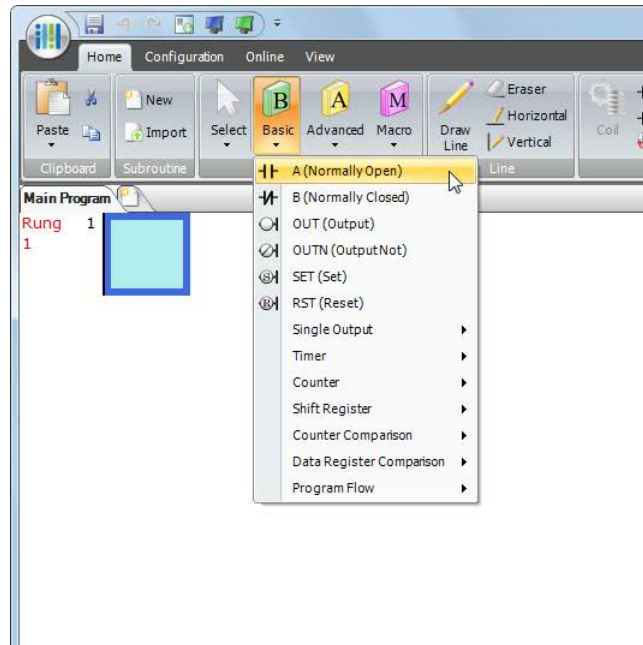 Home Configuration Online View
Paste
New
Import
Select
B
Basic
A
Advanced
M
Macro
Draw
Line
Eraser
Horizontal
Vertical
Coil
Clipboard Subroutine Line
Main Program
Rung 1
1
A (Normally Open)
B (Normally Closed)
OUT (Output)
OUTN (Output Not)
S SET (Set)
R RST (Reset)
Single Output
Timer
Counter
Shift Register
Counter Comparison
Data Register Comparison
Program Flow